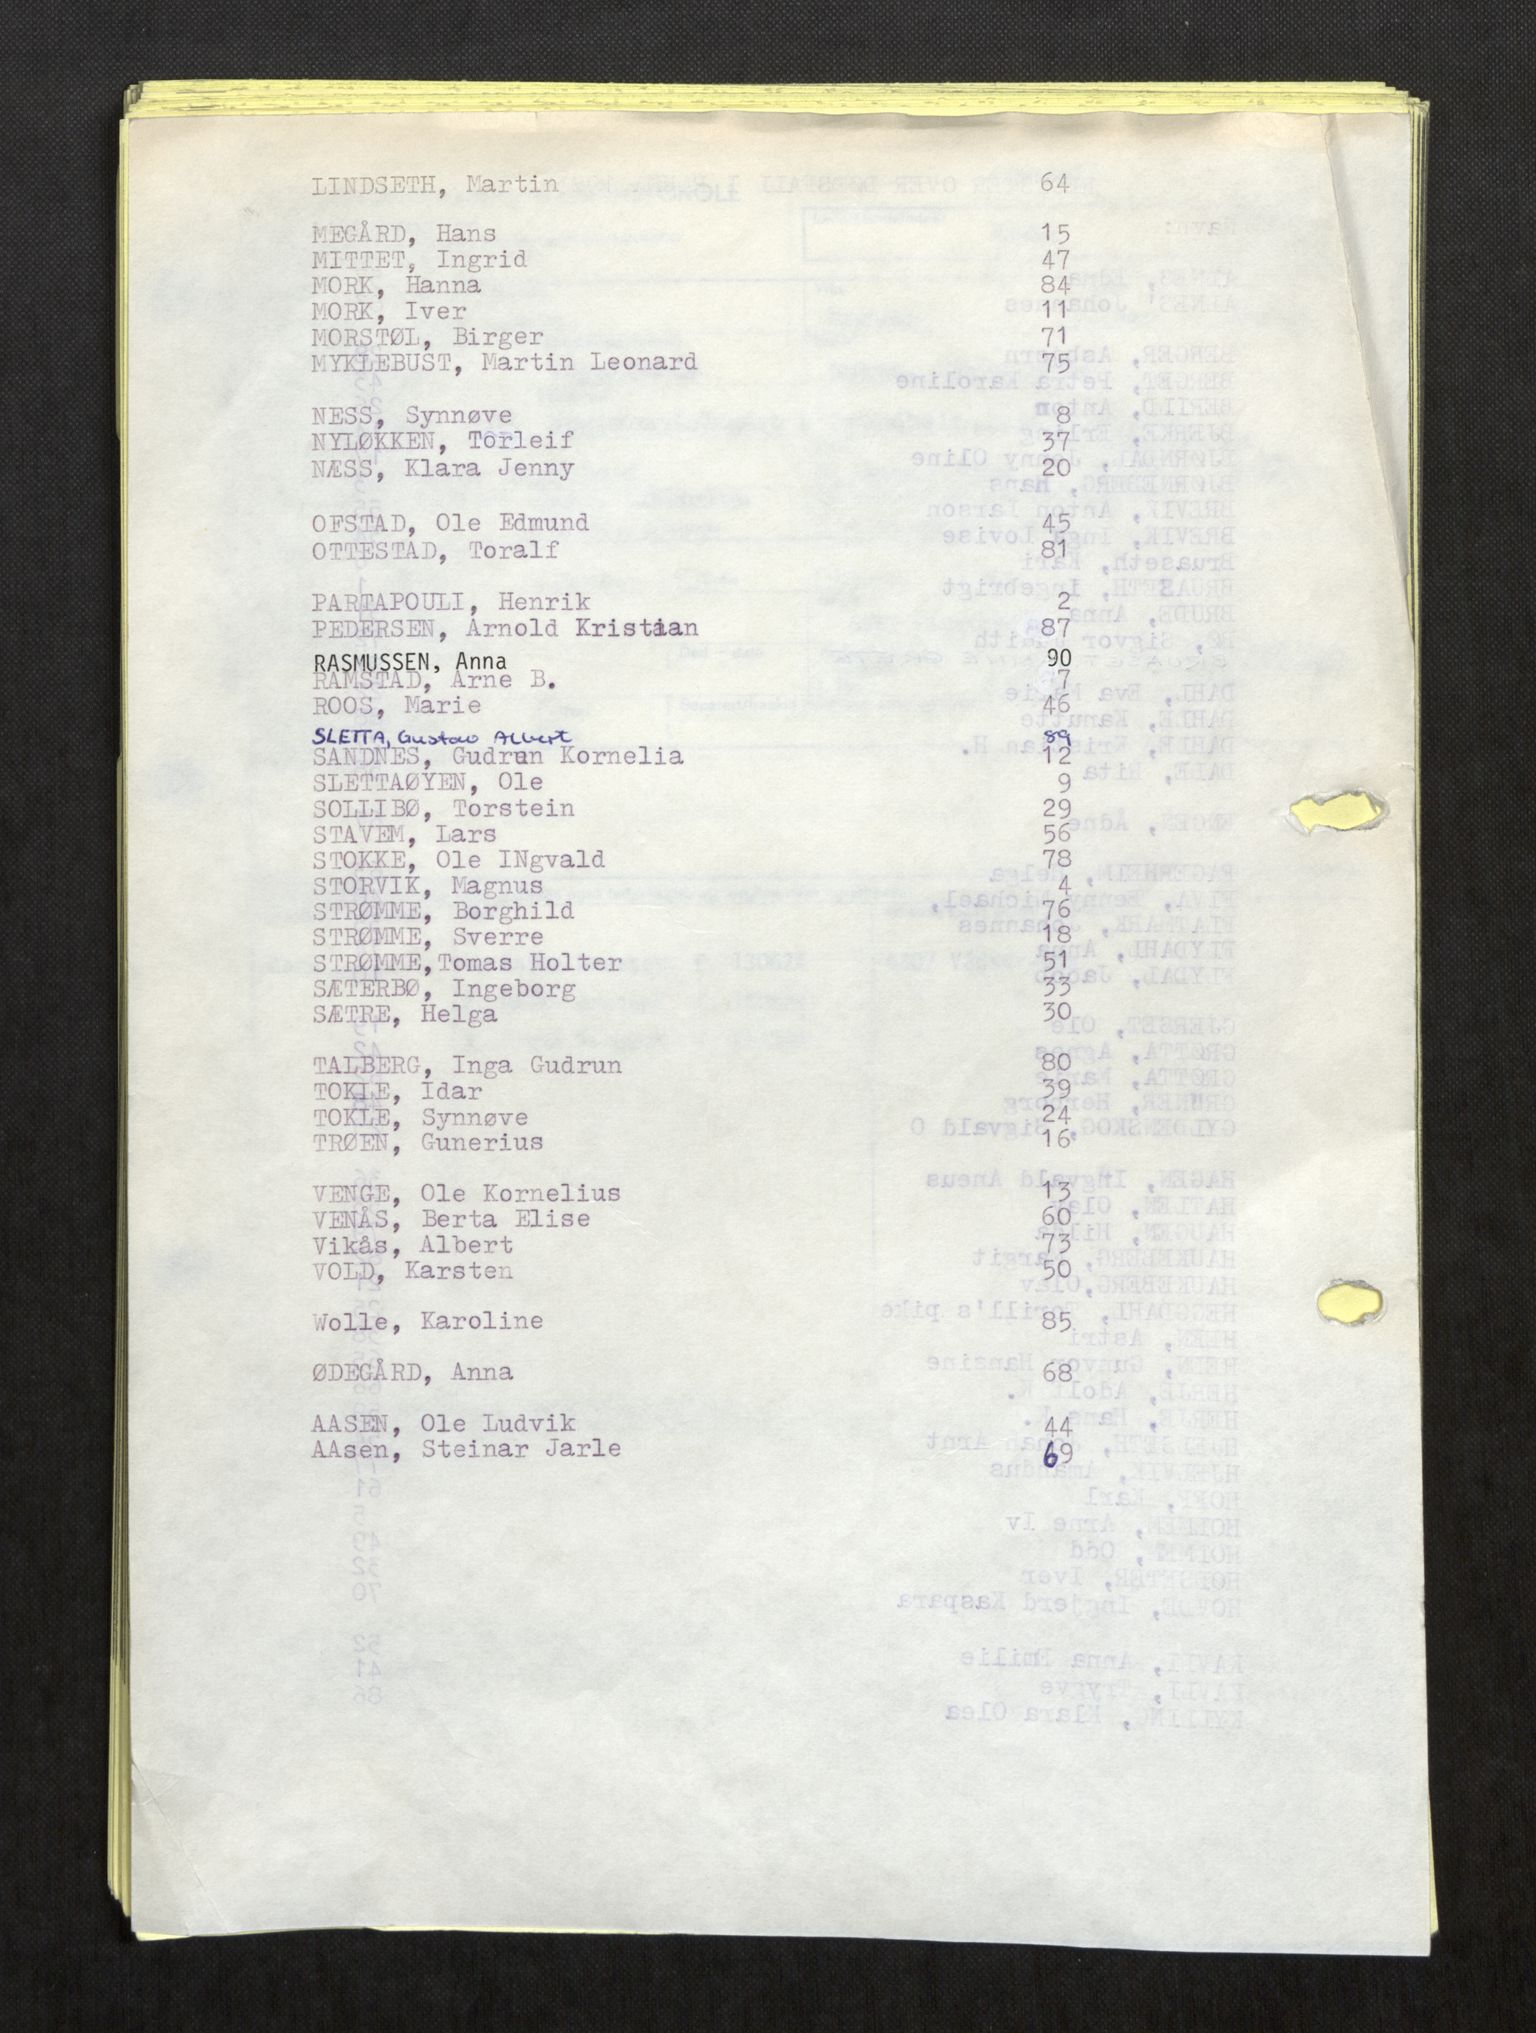 LINDSETH, Martin 64
MEGÅRD, Hans 15
MITTET, Ingrid 47
MORK, Hanna 84
MORK, Iver 11
MORSTØL, Birger 71
MYKLEBUST, Martin Leonard 75
NESS, Synnøve 8
NYLØKKEN, Torleif 37
NÆSS, Klara Jenny 20
OFSTAD, Ole Edmund 45
OTTESTAD, Toralf 81
PARTAPOULI, Henrik 2
PEDERSEN, Arnold Kristian 87
RASMUSSEN, Anna 90
RAMSTAD, Arne B. 7
ROOS, Marie 46
SLETTA, Gustav Albert 89
SANDNES, Gudrun Kornelia 12
SLETTAØYEN, Ole 9
SOLLIBØ, Torstein 29
STAVEM, Lars 56
STOKKE, Ole INgvald 78
STORVIK, Magnus 4
STRØMME, Borghild 76
STRØMME, Sverre 18
STRØMME,Tomas Holter 51
SÆTERBØ, Ingeborg 33
SÆTRE, Helga 30
TALBERG, Inga Gudrun 80
TOKLE, Idar 39
TOKLE, Synnøve 24
TRØEN, Gunerius 16
VENGE, Ole Kornelius 13
VENÅS, Berta Elise 60
Vikås, Albert 73
VOLD, Karsten 50
Wolle, Karoline 85
ØDEGÅRD, Anna 68
AASEN, Ole Ludvik 44
AAsen, Steinar Jarle 69